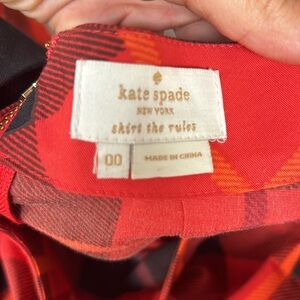 kate spade
NEW YORK
skirt the rules
00
MADE IN CHINA